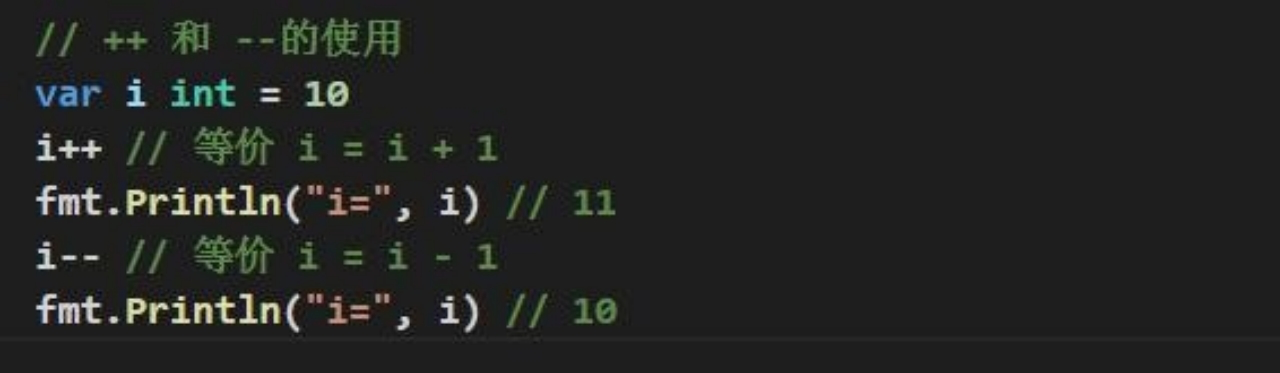 // ++ 和 --的使用
var i int = 10
i++ // 等价 i = i + 1
fmt.Println("i=", i) // 11
i-- // 等价 i = i - 1
fmt.Println("i=", i) // 10